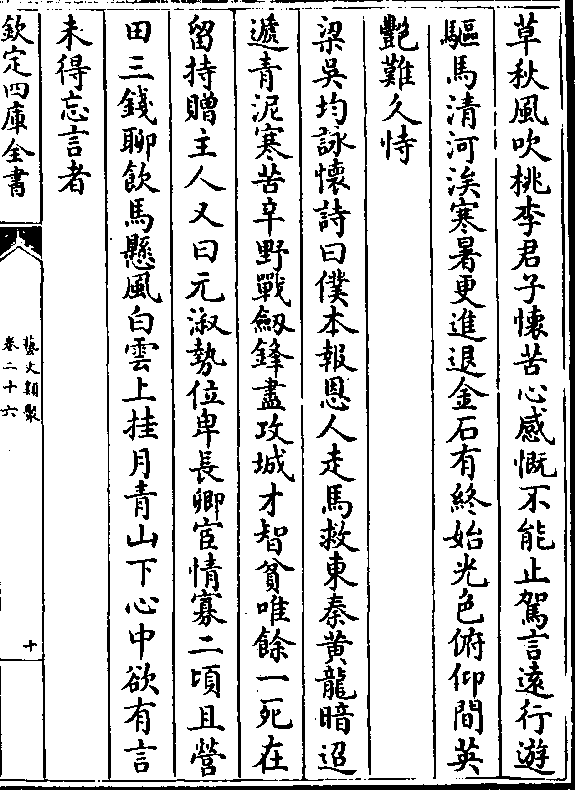 草秋風吹桃李君子懷苦心感慨不能止駕言遠行遊
驅馬清河涘寒暑更進退金石有終始光色俯仰間英
艶難久恃
梁吳均詠懷詩曰僕本報恩人走馬救東秦黄龍暗迢
遞青泥寒苦辛野戰劔鋒盡攻城才智貧唯餘一死在
留持贈主人又曰元淑勢位卑長卿宦情寡二頃且營
田三錢聊飲馬懸風白雲上挂月青山下心中欲有言
未得忘言者
欽定四庫全書
藝文類聚
卷二十六
十